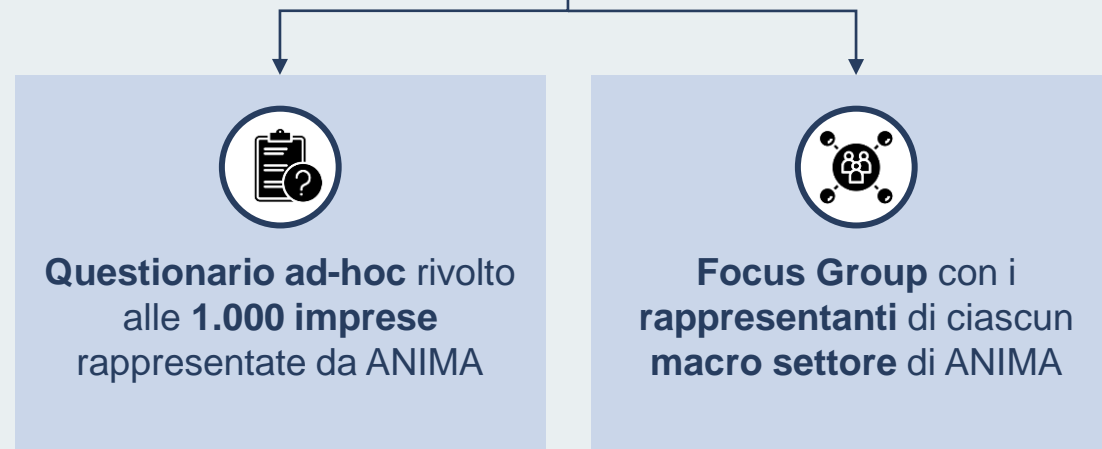 Questionario ad-hoc rivolto
alle 1.000 imprese
rappresentate da ANIMA
Focus Group con i
rappresentanti di ciascun
macro settore di ANIMA